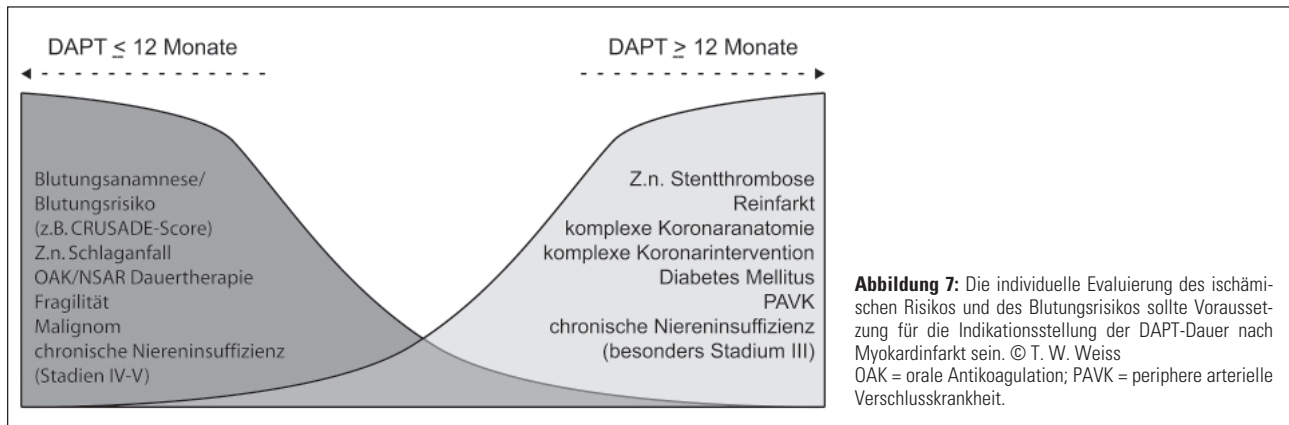 DAPT ≤ 12 Monate
DAPT ≥ 12 Monate
Blutungsanamnese/
Blutungsrisiko
(z.B. CRUSADE-Score)
Z.n. Schlaganfall
OAK/NSAR Dauertherapie
Fragilität
Malignom
chronische Niereninsuffizienz
(Stadien IV-V)
Z.n. Stentthrombose
Reinfarkt
komplexe Koronaranatomie
komplexe Koronarintervention
Diabetes Mellitus
PAVK
chronische Niereninsuffizienz
(besonders Stadium III)
Abbildung 7: Die individuelle Evaluierung des ischämi-
schen Risikos und des Blutungsrisikos sollte Vorausset-
zung für die Indikationsstellung der DAPT-Dauer nach
Myokardinfarkt sein. © T. W. Weiss
OAK = orale Antikoagulation; PAVK = periphere arterielle
Verschlusskrankheit.